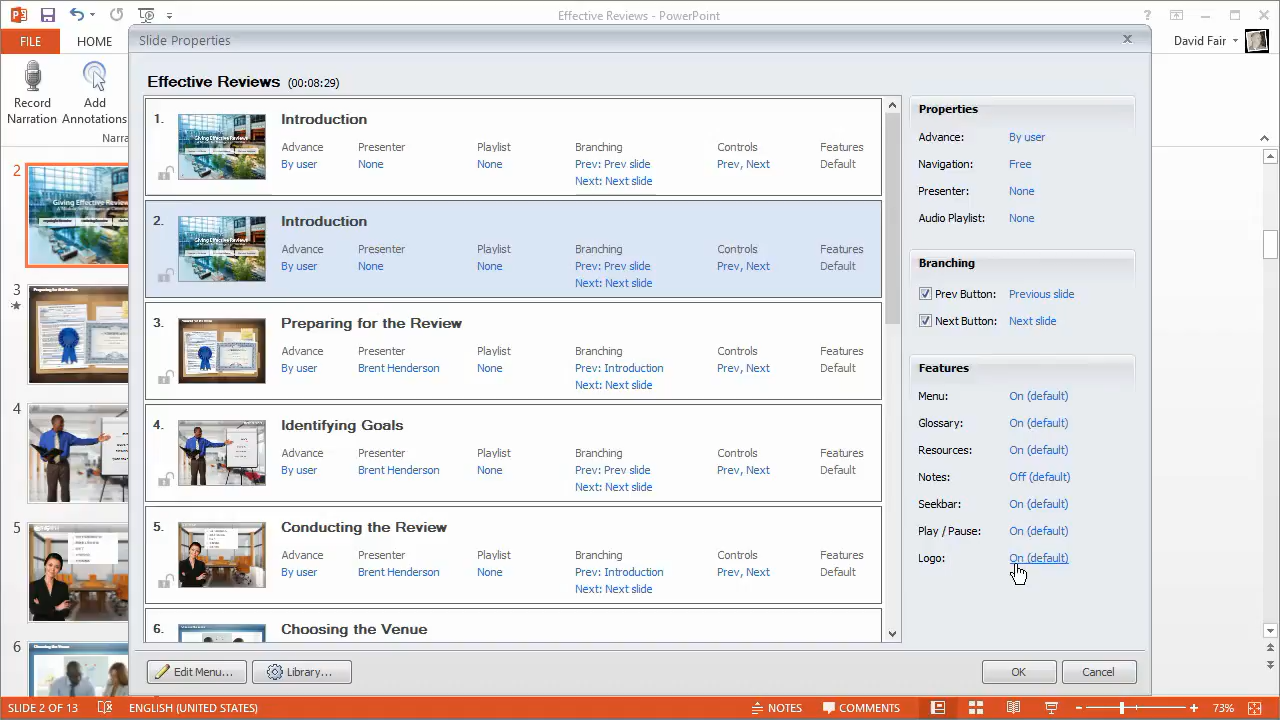 Effective Reviews - PowerPoint
?
FILE
HOME
David Fair
Slide Properties
Record Narration
Add Annotations
Narra
Effective Reviews (00:08:29)
1. Introduction
Advance Presenter Playlist Branching Controls Features
By user None None Prev: Prev slide Prev, Next Default
Next: Next slide
2. Introduction
Advance Presenter Playlist Branching Controls Features
By user None None Prev: Prev slide Prev, Next Default
Next: Next slide
3. Preparing for the Review
Advance Presenter Playlist Branching Controls Features
By user Brent Henderson None Prev: Introduction Prev, Next Default
Next: Next slide
4. Identifying Goals
Advance Presenter Playlist Branching Controls Features
By user Brent Henderson None Prev: Prev slide Prev, Next Default
Next: Next slide
5. Conducting the Review
Advance Presenter Playlist Branching Controls Features
By user Brent Henderson None Prev: Introduction Prev, Next Default
Next: Next slide
6. Choosing the Venue
Properties
Advance: By user
Navigation: Free
Presenter: None
Audio Playlist: None
Branching
Prev Button: Previous slide
Next Button: Next slide
Features
Menu: On (default)
Glossary: On (default)
Resources: On (default)
Notes: Off (default)
Seekbar: On (default)
Play / Pause: On (default)
Logo: On (default)
2
Giving Effective Review
3
4
5
6
Edit Menu...
Library...
OK
Cancel
SLIDE 2 OF 13
ENGLISH (UNITED STATES)
NOTES
COMMENTS
73%